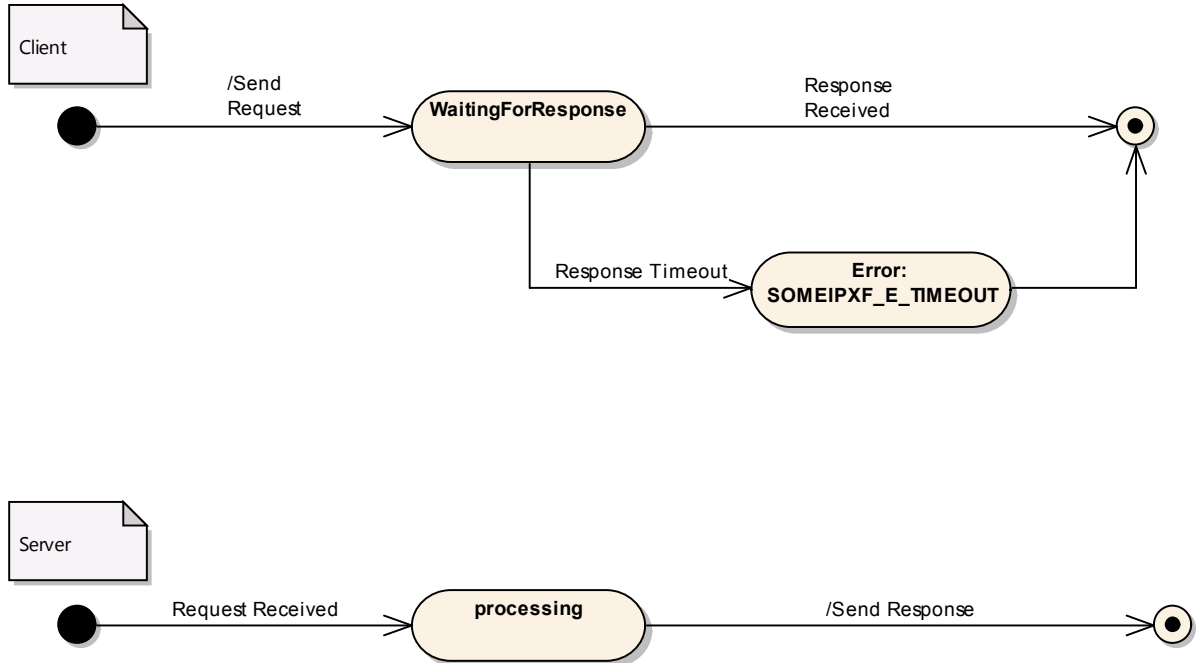 Client
/Send
Request
WaitingForResponse
Response
Received
Response Timeout
Error:
SOMEIPXF_E_TIMEOUT
Server
Request Received
processing
/Send Response